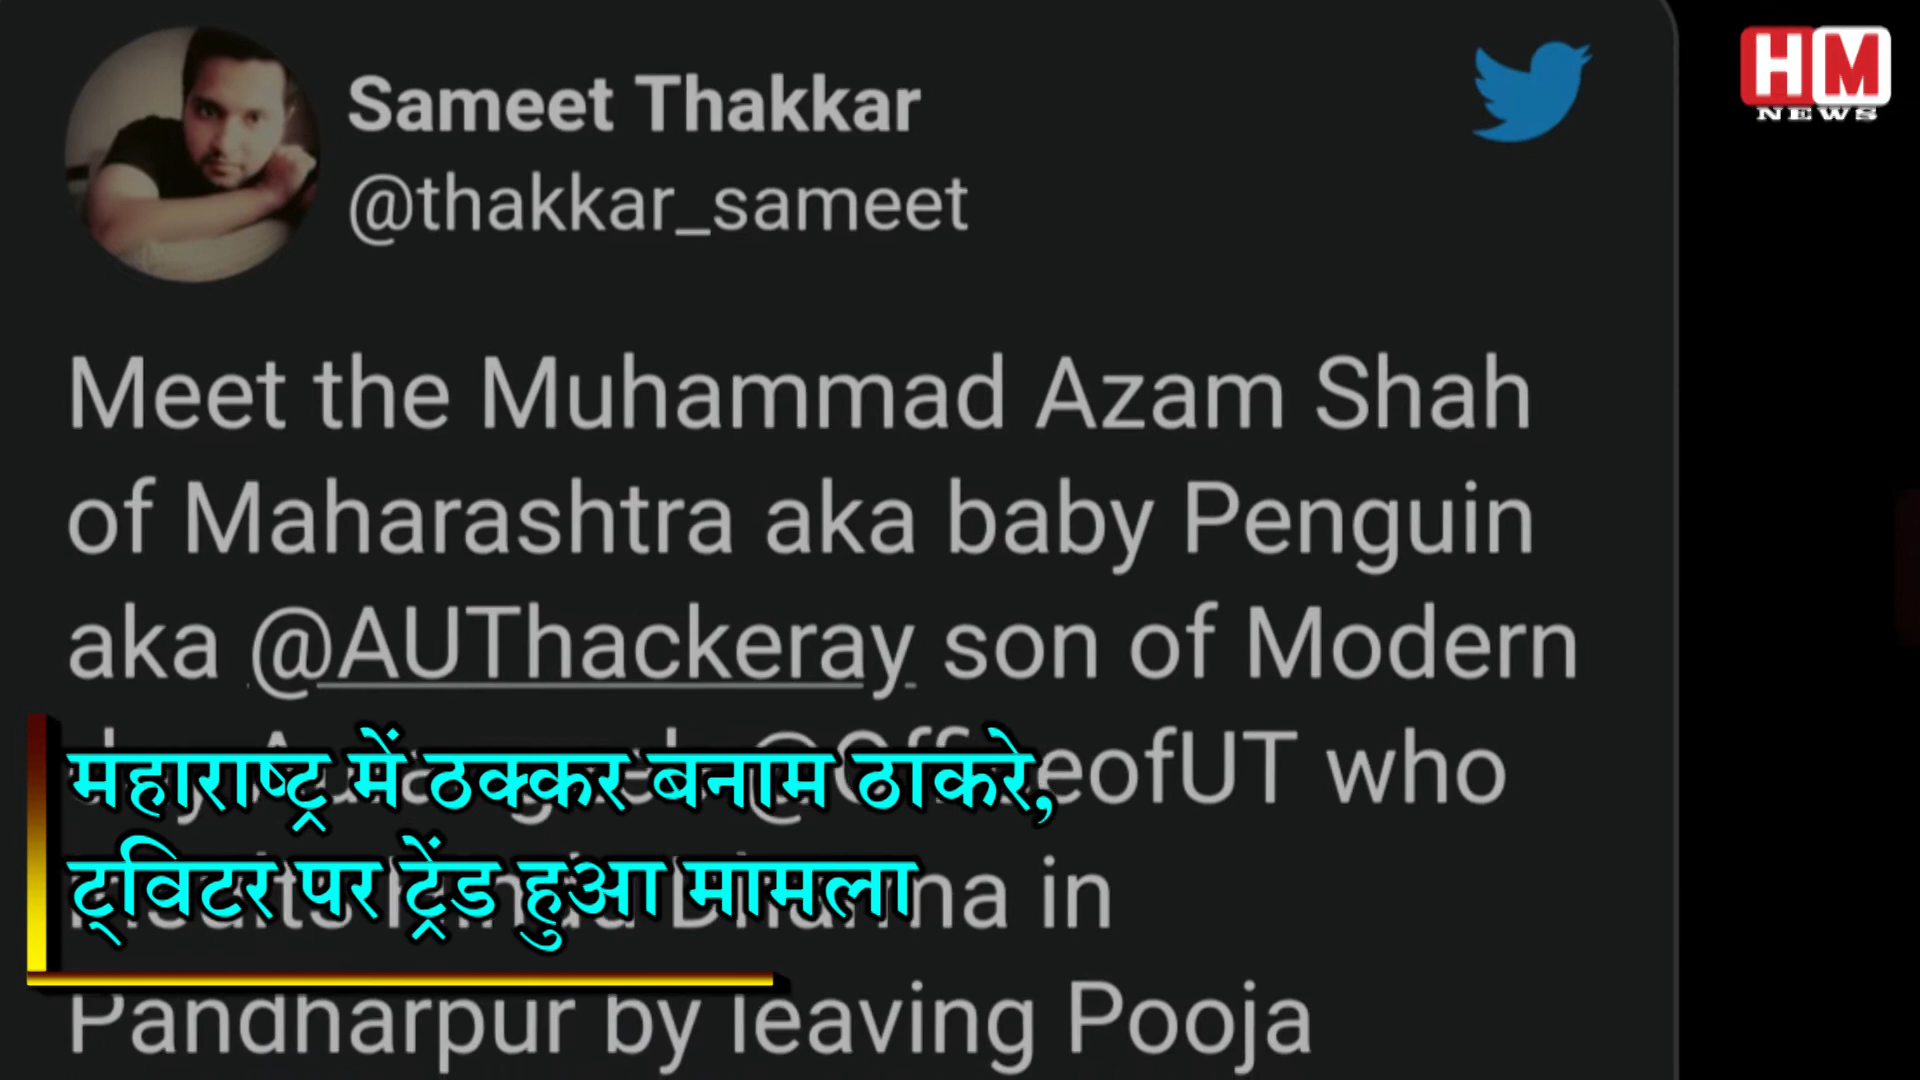 HM
NEWS
Sameet Thakkar
@thakkar_sameet
Meet the Muhammad Azam Shah
of Maharashtra aka baby Penguin
aka @AUThackeray son of Modern
eofUT who
महाराष्ट्र में ठक्कर बनाम ठाकरे,
na in
ट्विटर पर ट्रेंड हुआ मामला
Pandharpur by leaving Pooja